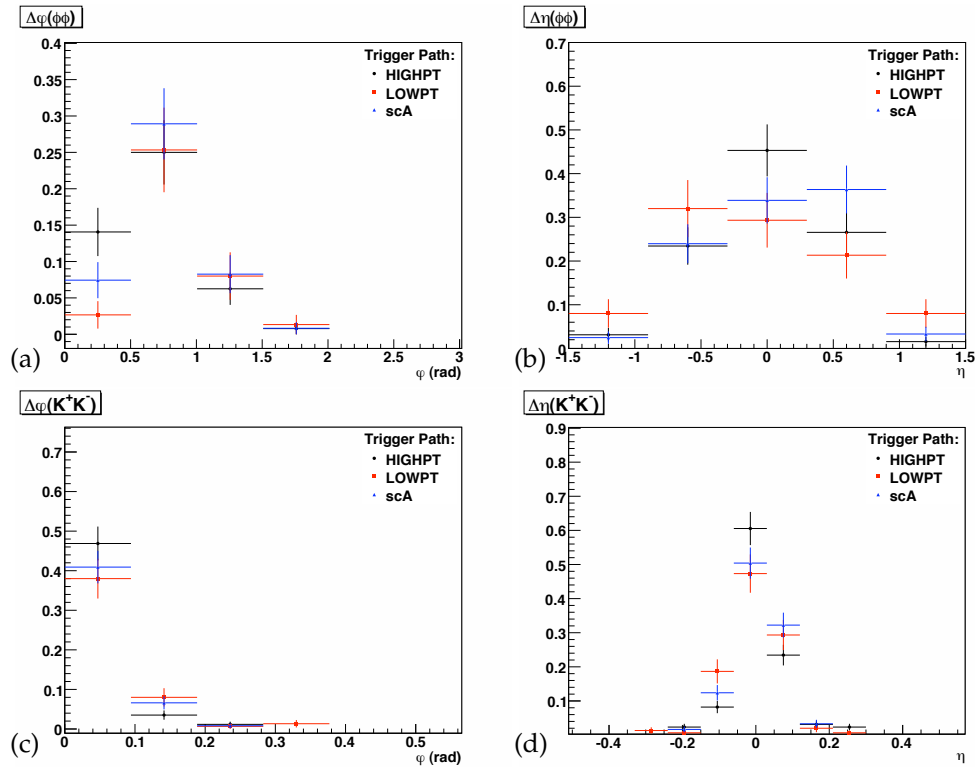 Δφ(ϕϕ)
Trigger Path:
HIGHPT
LOWPT
scA
0.4
0.35
0.3
0.25
0.2
0.15
0.1
0.05
0
0 0.5 1 1.5 2 2.5 3
φ (rad)
(a)
Δη(ϕϕ)
Trigger Path:
HIGHPT
LOWPT
scA
0.7
0.6
0.5
0.4
0.3
0.2
0.1
0
-1.5 -1 -0.5 0 0.5 1 1.5
η
(b)
Δφ(K⁺K⁻)
Trigger Path:
HIGHPT
LOWPT
scA
0.7
0.6
0.5
0.4
0.3
0.2
0.1
0
0 0.1 0.2 0.3 0.4 0.5
φ (rad)
(c)
Δη(K⁺K⁻)
Trigger Path:
HIGHPT
LOWPT
scA
0.9
0.8
0.7
0.6
0.5
0.4
0.3
0.2
0.1
0
-0.4 -0.2 0 0.2 0.4
η
(d)